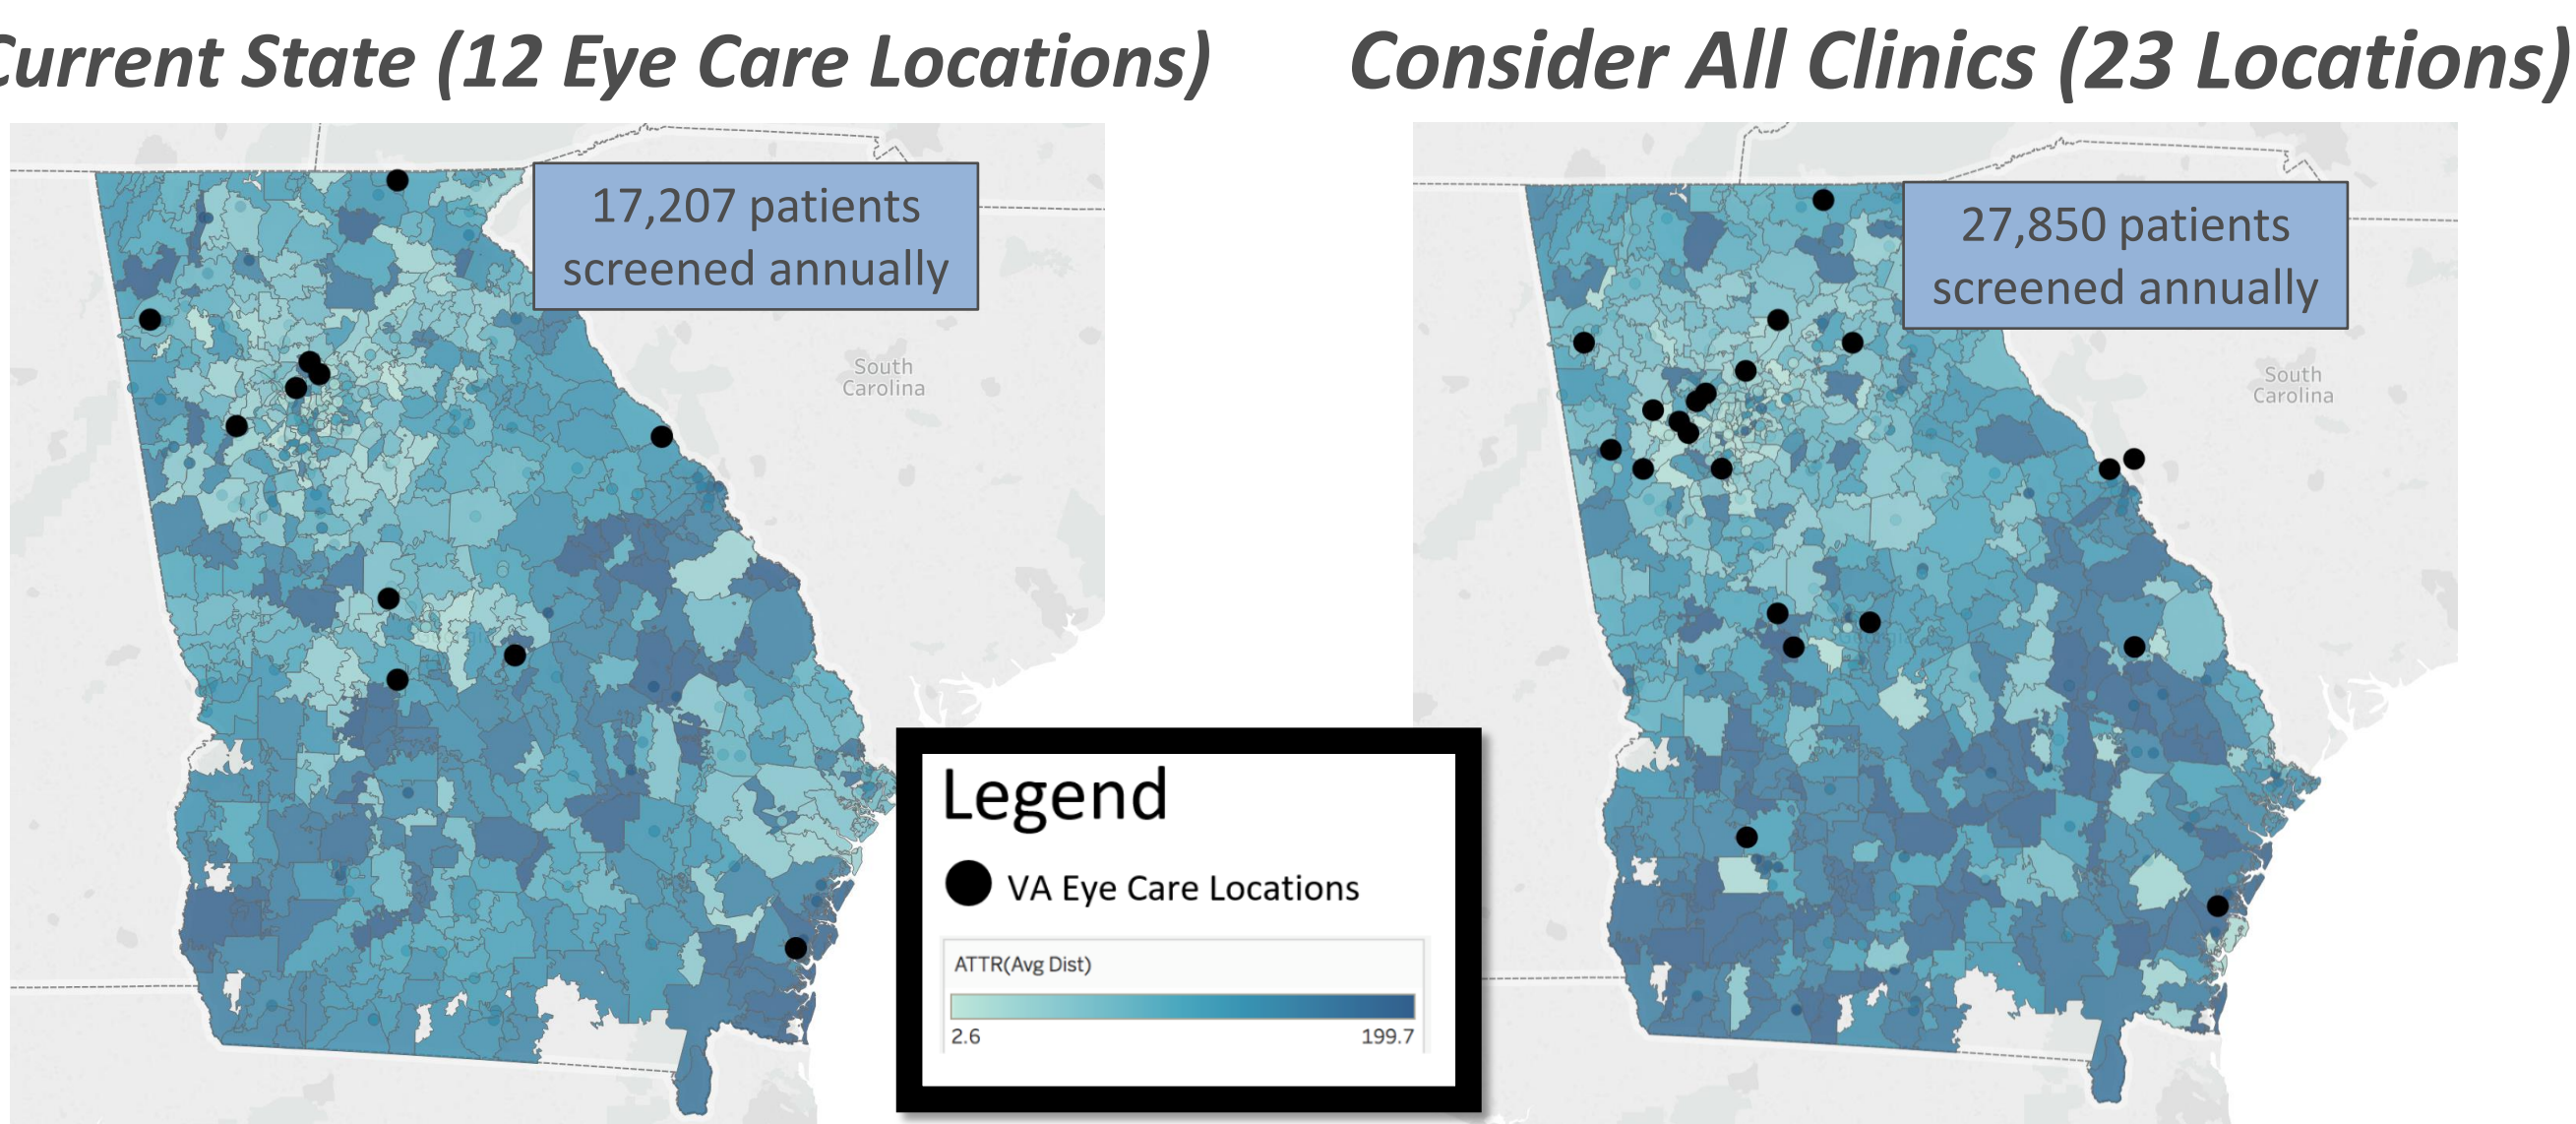 Current State (12 Eye Care Locations)
Consider All Clinics (23 Locations)
17,207 patients
screened annually
27,850 patients
screened annually
South
Carolina
South
Carolina
Legend
VA Eye Care Locations
ATTR(Avg Dist)
2.6
199.7